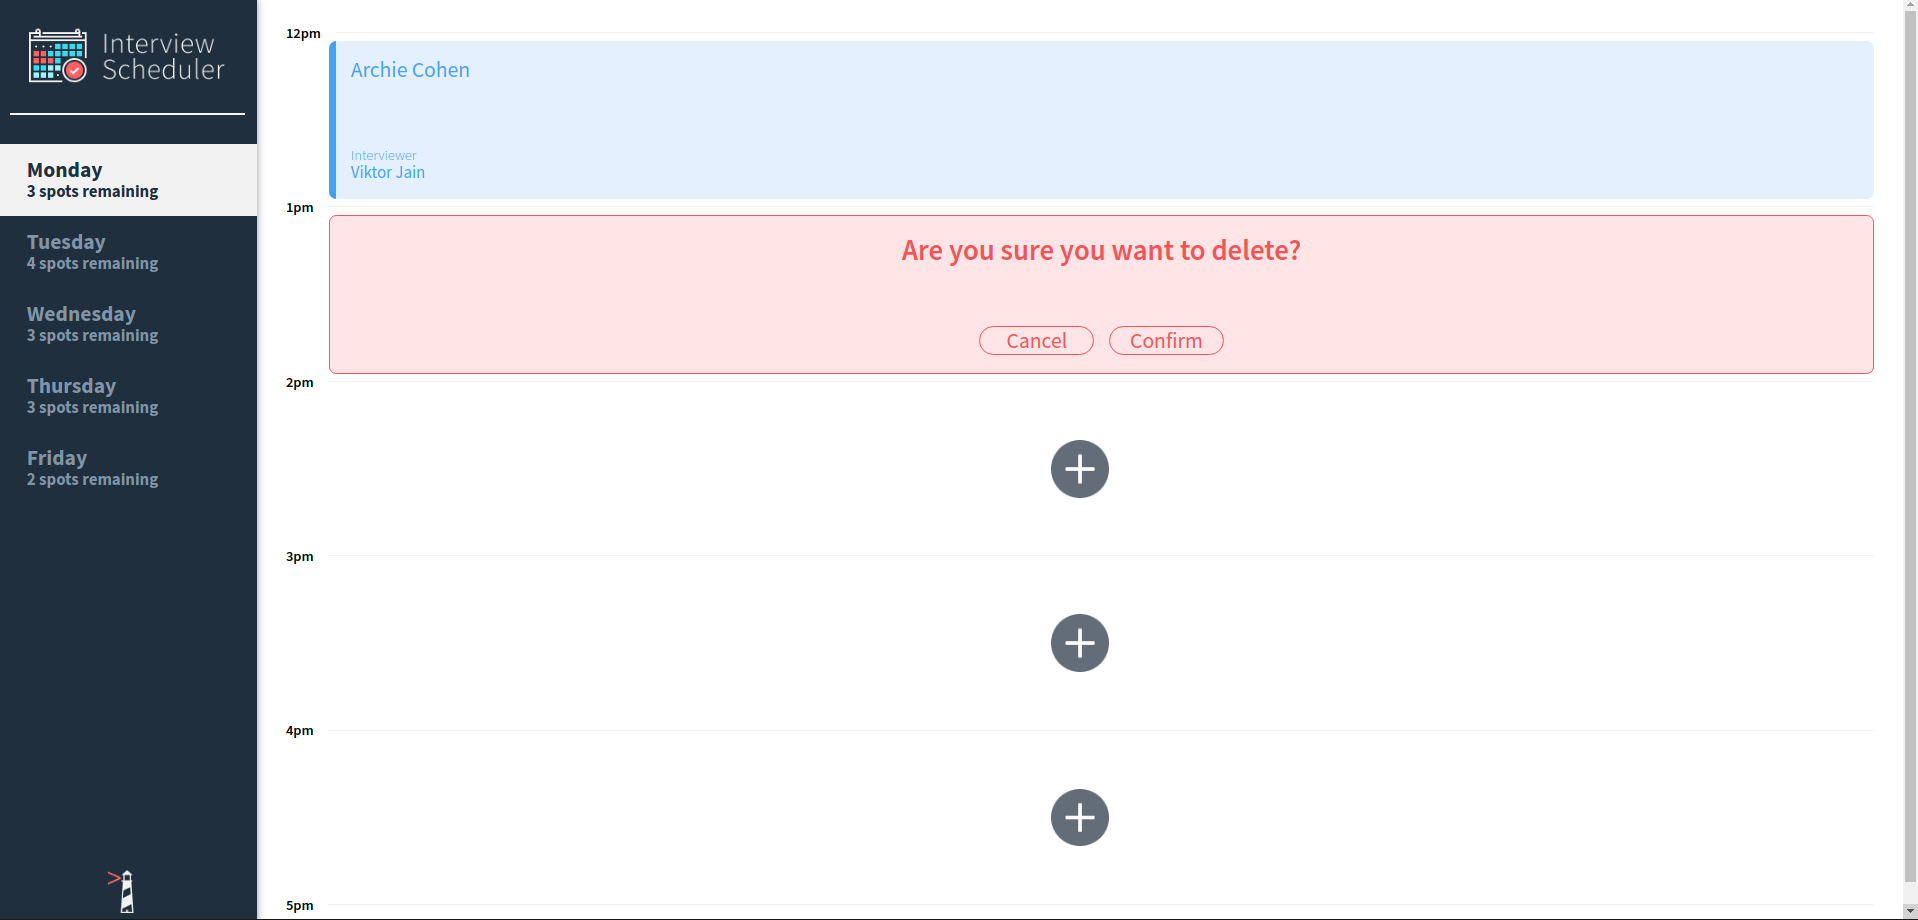 Interview
Scheduler
Monday
3 spots remaining
Tuesday
4 spots remaining
Wednesday
3 spots remaining
Thursday
3 spots remaining
Friday
2 spots remaining
12pm
Archie Cohen
Interviewer
Viktor Jain
1pm
Are you sure you want to delete?
Cancel Confirm
2pm
3pm
4pm
5pm